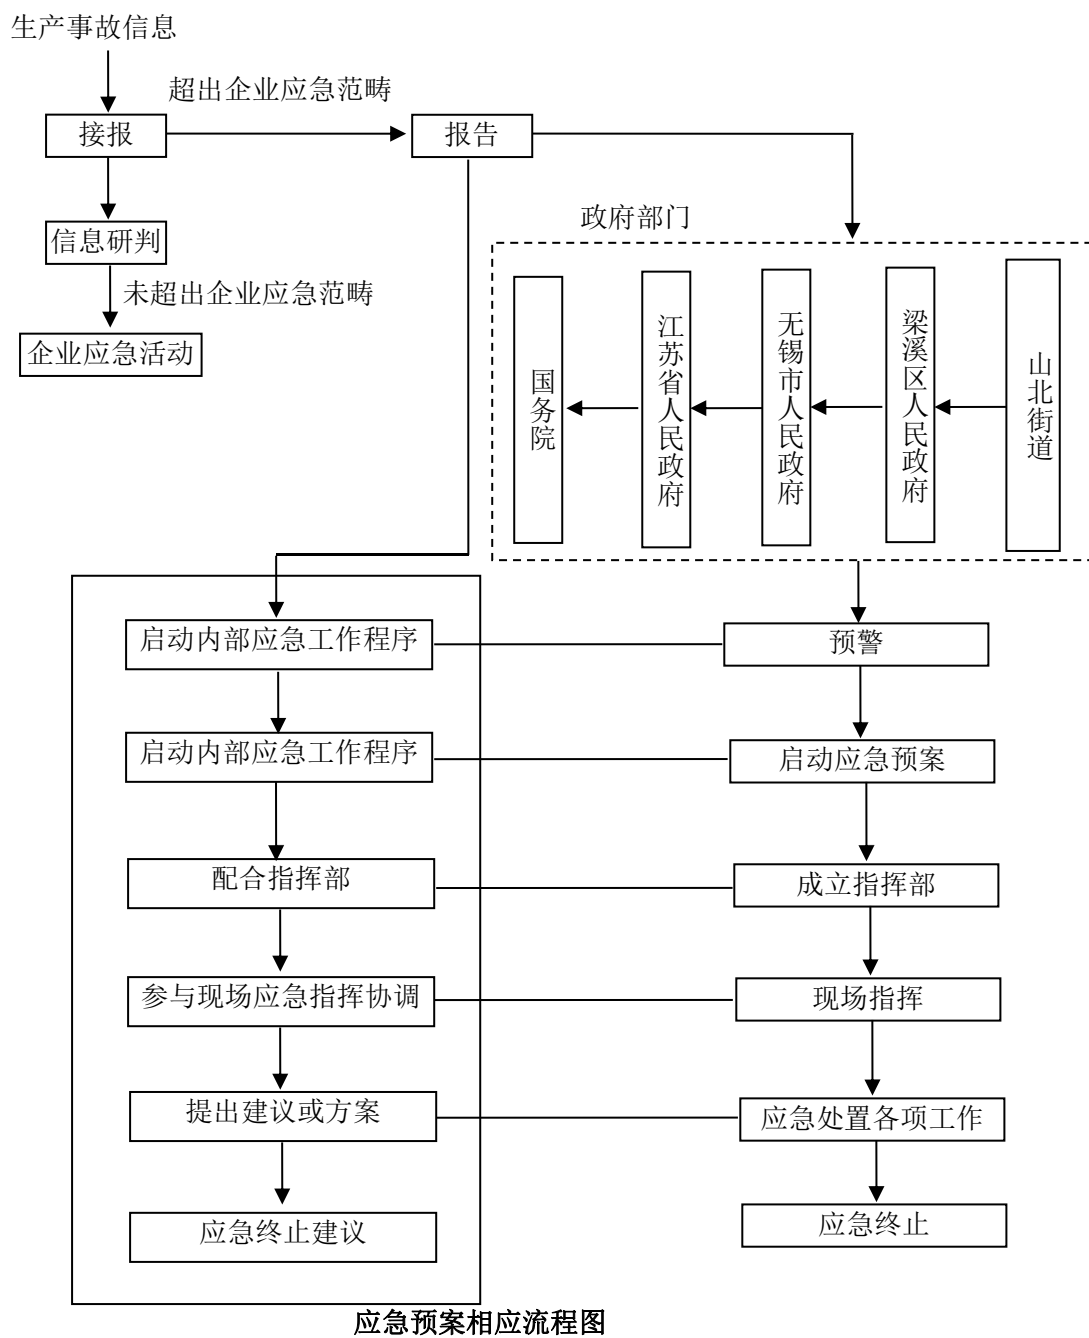 生产事故信息
超出企业应急范畴
接报
报告
政府部门
信息研判
未超出企业应急范畴
企业应急活动
国务院
江苏省人民政府
无锡市人民政府
梁溪区人民政府
山北街道
启动内部应急工作程序
预警
启动内部应急工作程序
启动应急预案
配合指挥部
成立指挥部
参与现场应急指挥协调
现场指挥
提出建议或方案
应急处置各项工作
应急终止建议
应急终止
应急预案相应流程图